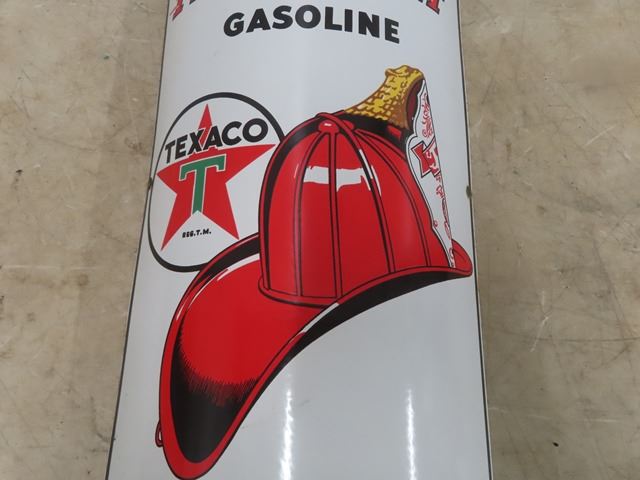 GASOLINE
TEXACO
T
REG. T.M.